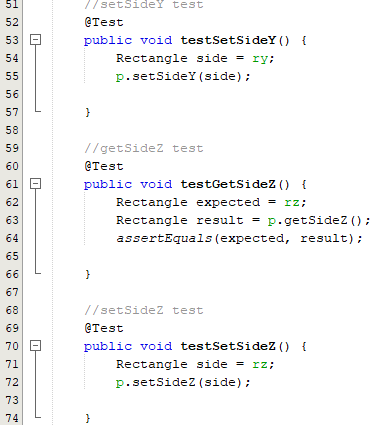 51 //setSideY test
52 @Test
53 public void testSetSideY() {
54 Rectangle side = ry;
55 p.setSideY(side);
56
57 }
58
59 //getSideZ test
60 @Test
61 public void testGetSideZ() {
62 Rectangle expected = rz;
63 Rectangle result = p.getSideZ();
64 assertEquals(expected, result);
65
66 }
67
68 //setSideZ test
69 @Test
70 public void testSetSideZ() {
71 Rectangle side = rz;
72 p.setSideZ(side);
73
74 }